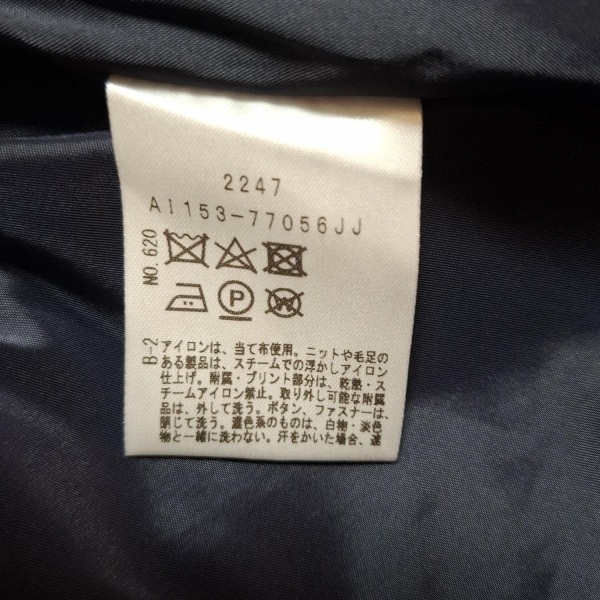 2247
AI153-77056JJ
NO.620
P
W
B-2
アイロンは、当て布使用。ニットや毛足の
ある製品は、スチームでの浮かしアイロン
仕上げ。附属・プリント部分は、乾熱・ス
チームアイロン禁止。取り外し可能な附属
品は、外して洗う。ボタン、ファスナーは、
閉じて洗う。濃色系のものは、白物・淡色
物と一緒に洗わない。汗をかいた場合、速